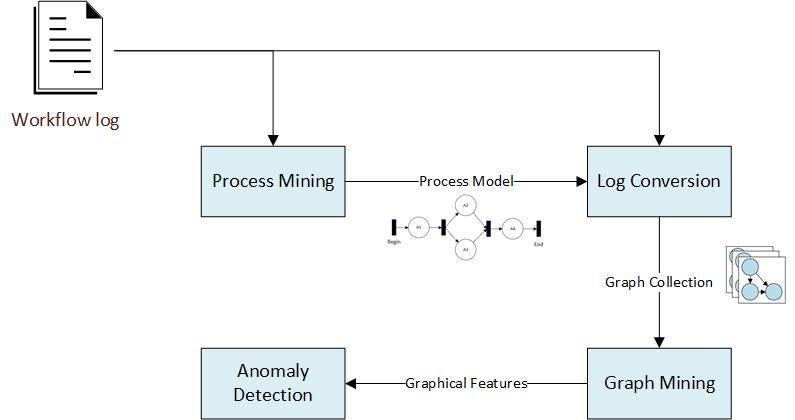 Workflow log
Process Mining
Process Model
Log Conversion
A2
A1
A4
A3
Begin
End
Graph Collection
Anomaly
Detection
Graphical Features
Graph Mining